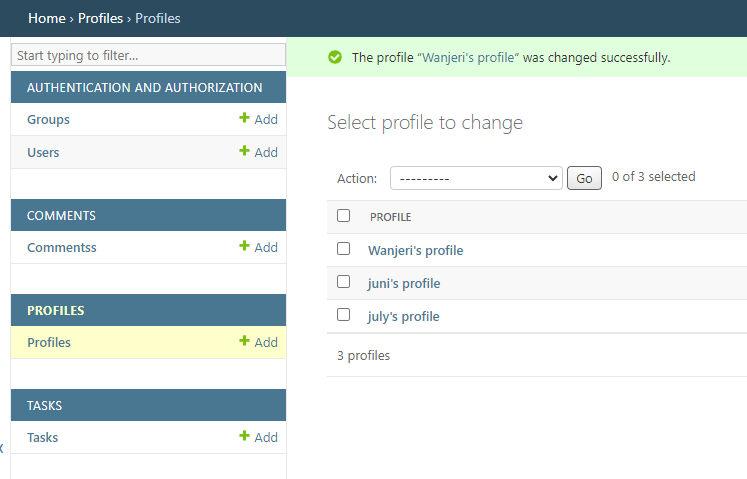 Home › Profiles › Profiles
Start typing to filter...
AUTHENTICATION AND AUTHORIZATION
Groups + Add
Users + Add
COMMENTS
Commentss + Add
PROFILES
Profiles + Add
TASKS
Tasks + Add
The profile “Wanjeri's profile” was changed successfully.
Select profile to change
Action: --------- Go 0 of 3 selected
PROFILE
Wanjeri's profile
juni's profile
july's profile
3 profiles